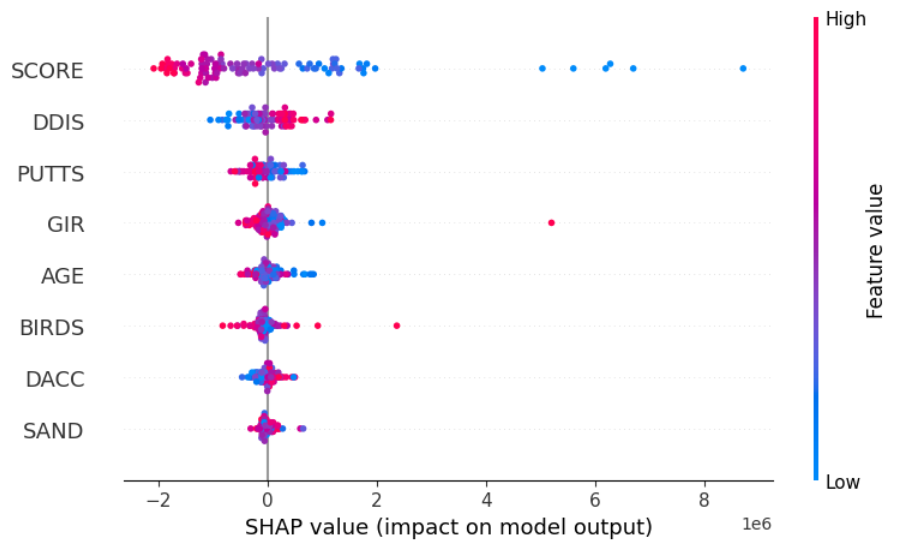 High
SCORE
DDIS
PUTTS
GIR
AGE
BIRDS
DACC
SAND
Feature value
Low
−2 0 2 4 6 8
1e6
SHAP value (impact on model output)